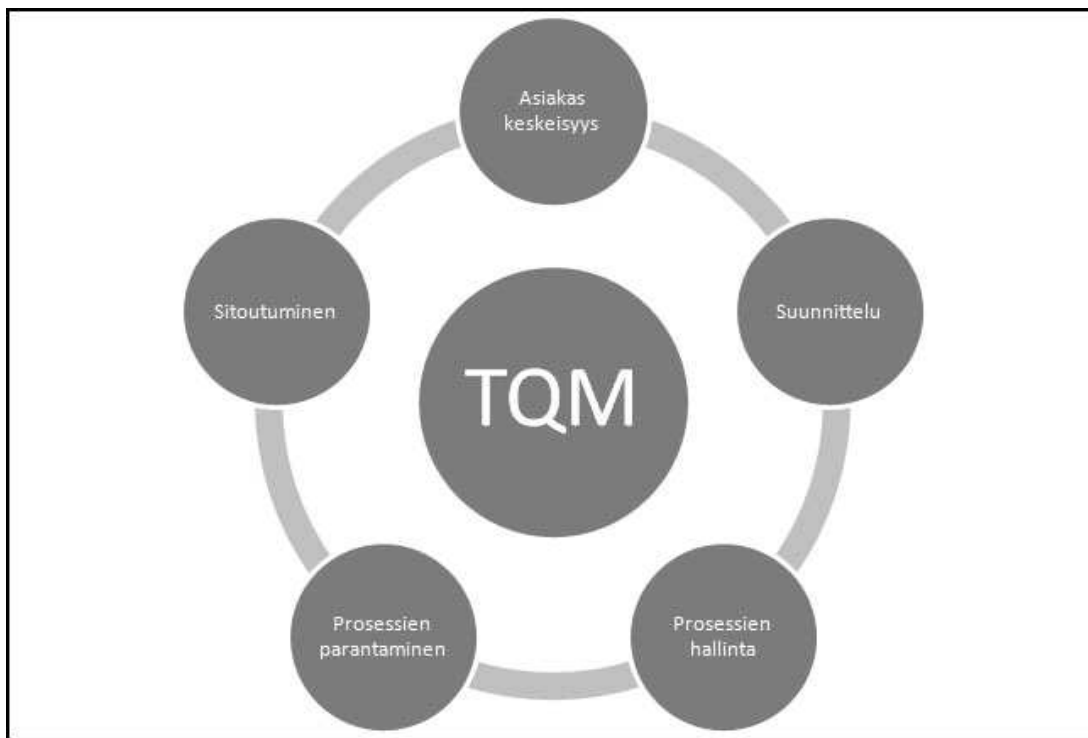 Asiakas
keskeisyys
Suunnittelu
Prosessien
hallinta
Prosessien
parantaminen
Sitoutuminen
TQM